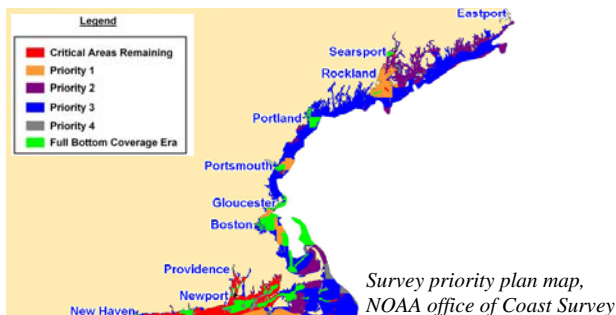 Legend
Critical Areas Remaining
Priority 1
Priority 2
Priority 3
Priority 4
Full Bottom Coverage Era
Eastport
Searsport
Rockland
Portland
Portsmouth
Gloucester
Boston
Providence
Newport
New Haven
Survey priority plan map,
NOAA office of Coast Survey